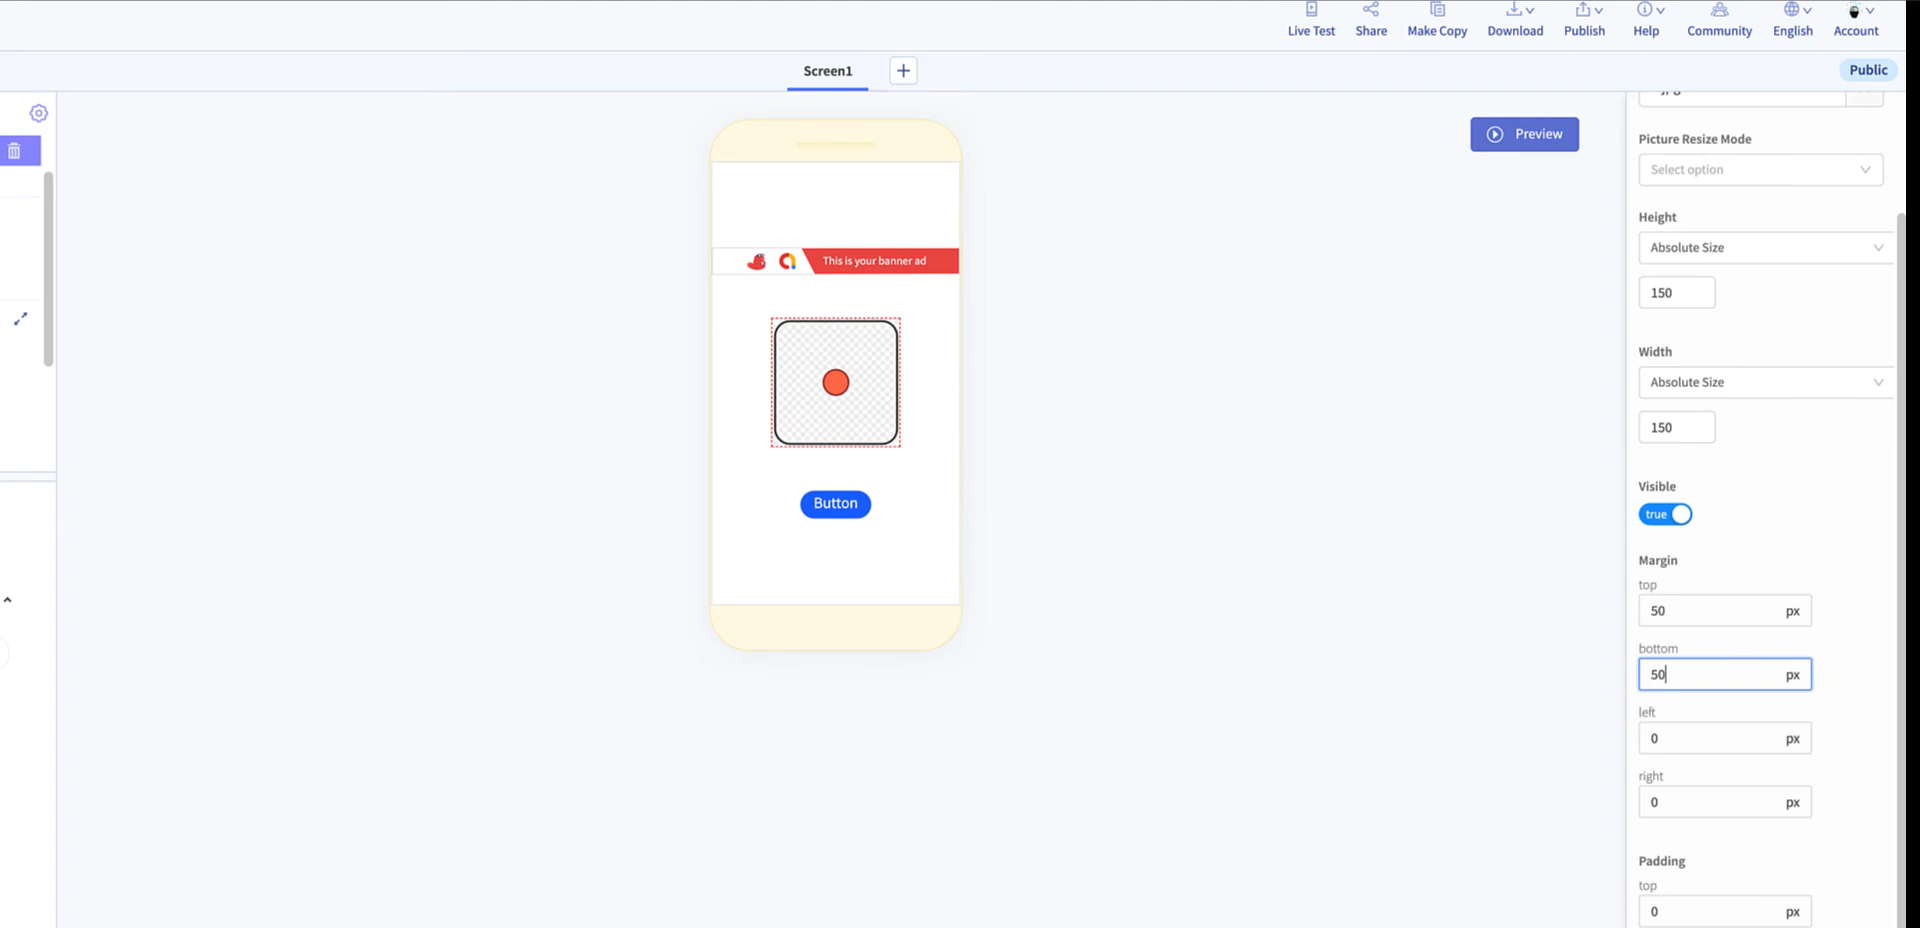 Live Test
Share
Make Copy
Download
Publish
Help
Community
English
Account
Screen1
Public
Preview
This is your banner ad
Button
Picture Resize Mode
Select option
Height
Absolute Size
150
Width
Absolute Size
150
Visible
true
Margin
top
50 px
bottom
50 px
left
0 px
right
0 px
Padding
top
0 px